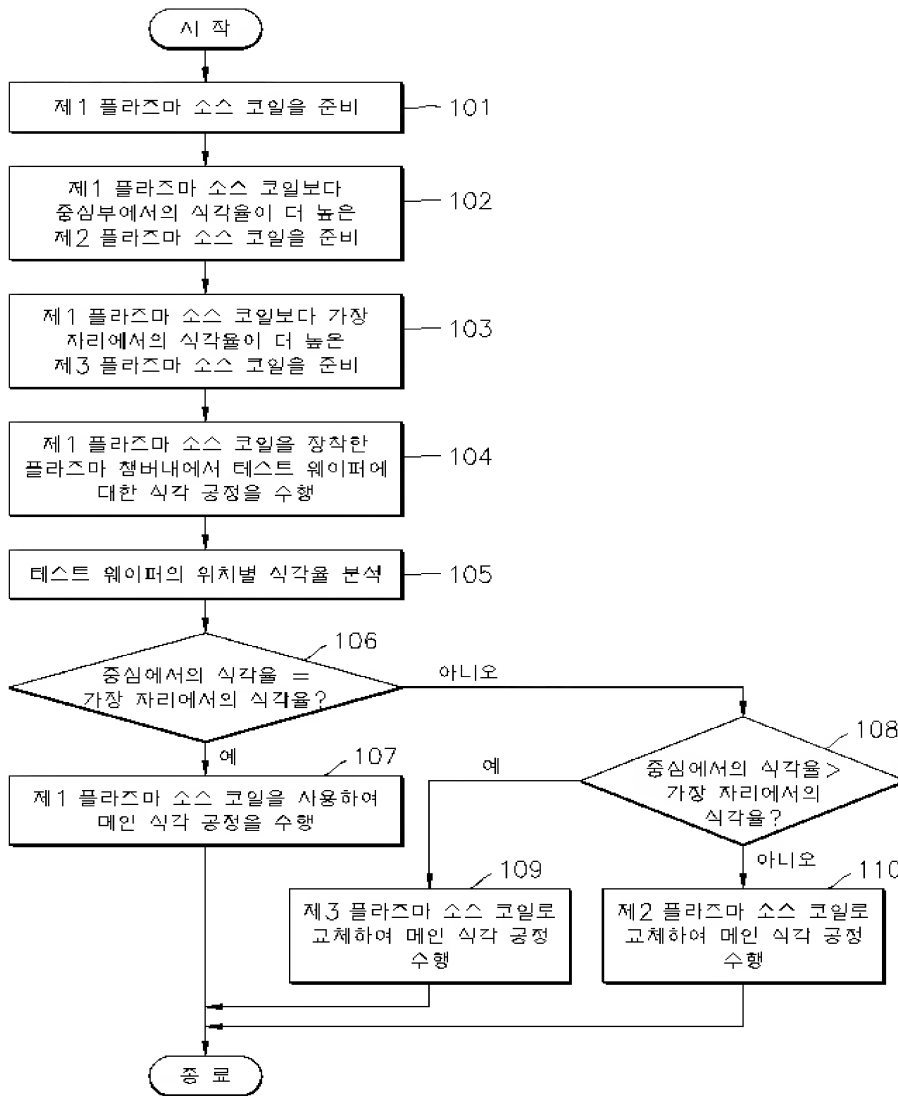 시 작
제1 플라즈마 소스 코일을 준비
101
제1 플라즈마 소스 코일보다
중심부에서의 식각율이 더 높은
제2 플라즈마 소스 코일을 준비
102
제1 플라즈마 소스 코일보다 가장
자리에서의 식각율이 더 높은
제3 플라즈마 소스 코일을 준비
103
제1 플라즈마 소스 코일을 장착한
플라즈마 챔버내에서 테스트 웨이퍼에
대한 식각 공정을 수행
104
테스트 웨이퍼의 위치별 식각율 분석
105
106
중심에서의 식각율 =
가장 자리에서의 식각율?
아니오
예
107
제1 플라즈마 소스 코일을 사용하여
메인 식각 공정을 수행
108
중심에서의 식각율>
가장 자리에서의
식각율?
예
아니오
109
제3 플라즈마 소스 코일로
교체하여 메인 식각 공정
수행
110
제2 플라즈마 소스 코일로
교체하여 메인 식각 공정
수행
종 료